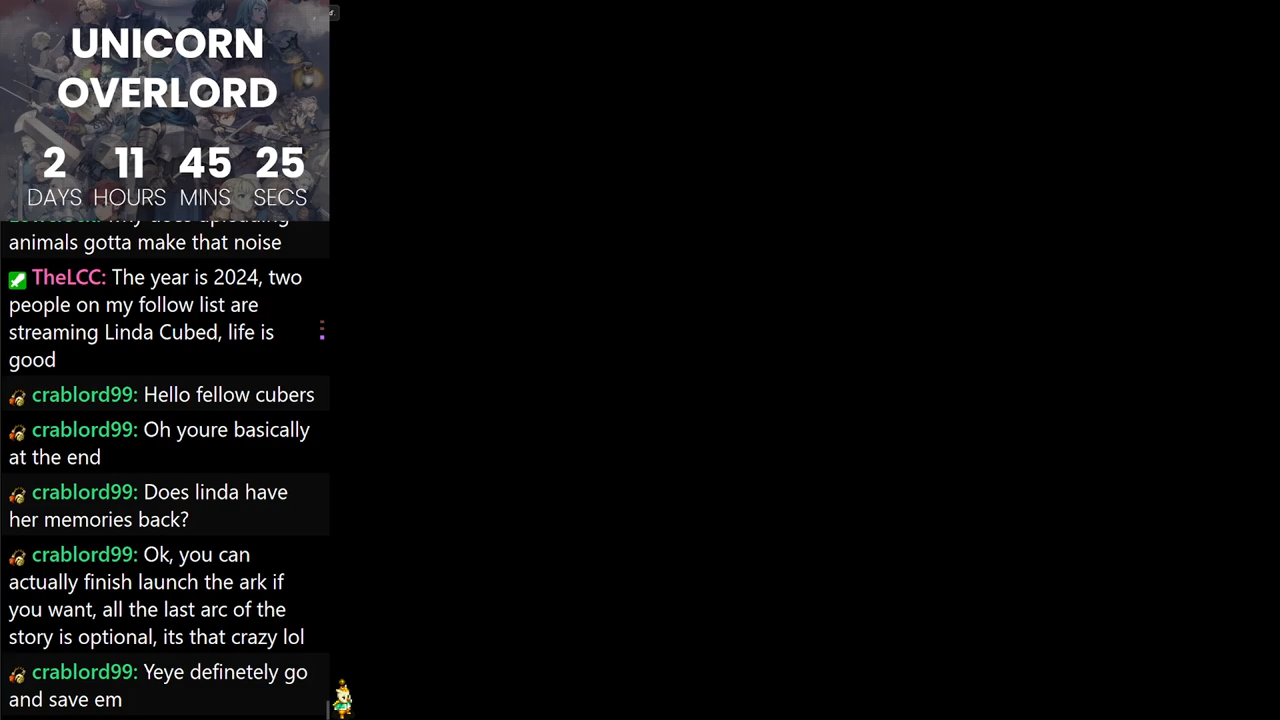 UNICORN
OVERLORD
2 11 45 25
DAYS HOURS MINS SECS
animals gotta make that noise
TheLCC: The year is 2024, two
people on my follow list are
streaming Linda Cubed, life is
good
crablord99: Hello fellow cubers
crablord99: Oh youre basically
at the end
crablord99: Does linda have
her memories back?
crablord99: Ok, you can
actually finish launch the ark if
you want, all the last arc of the
story is optional, its that crazy lol
crablord99: Yeye definetely go
and save em